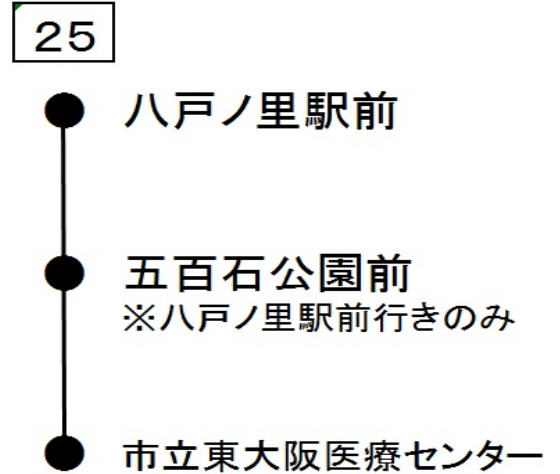 25
八戸ノ里駅前
五百石公園前
※八戸ノ里駅前行きのみ
市立東大阪医療センター